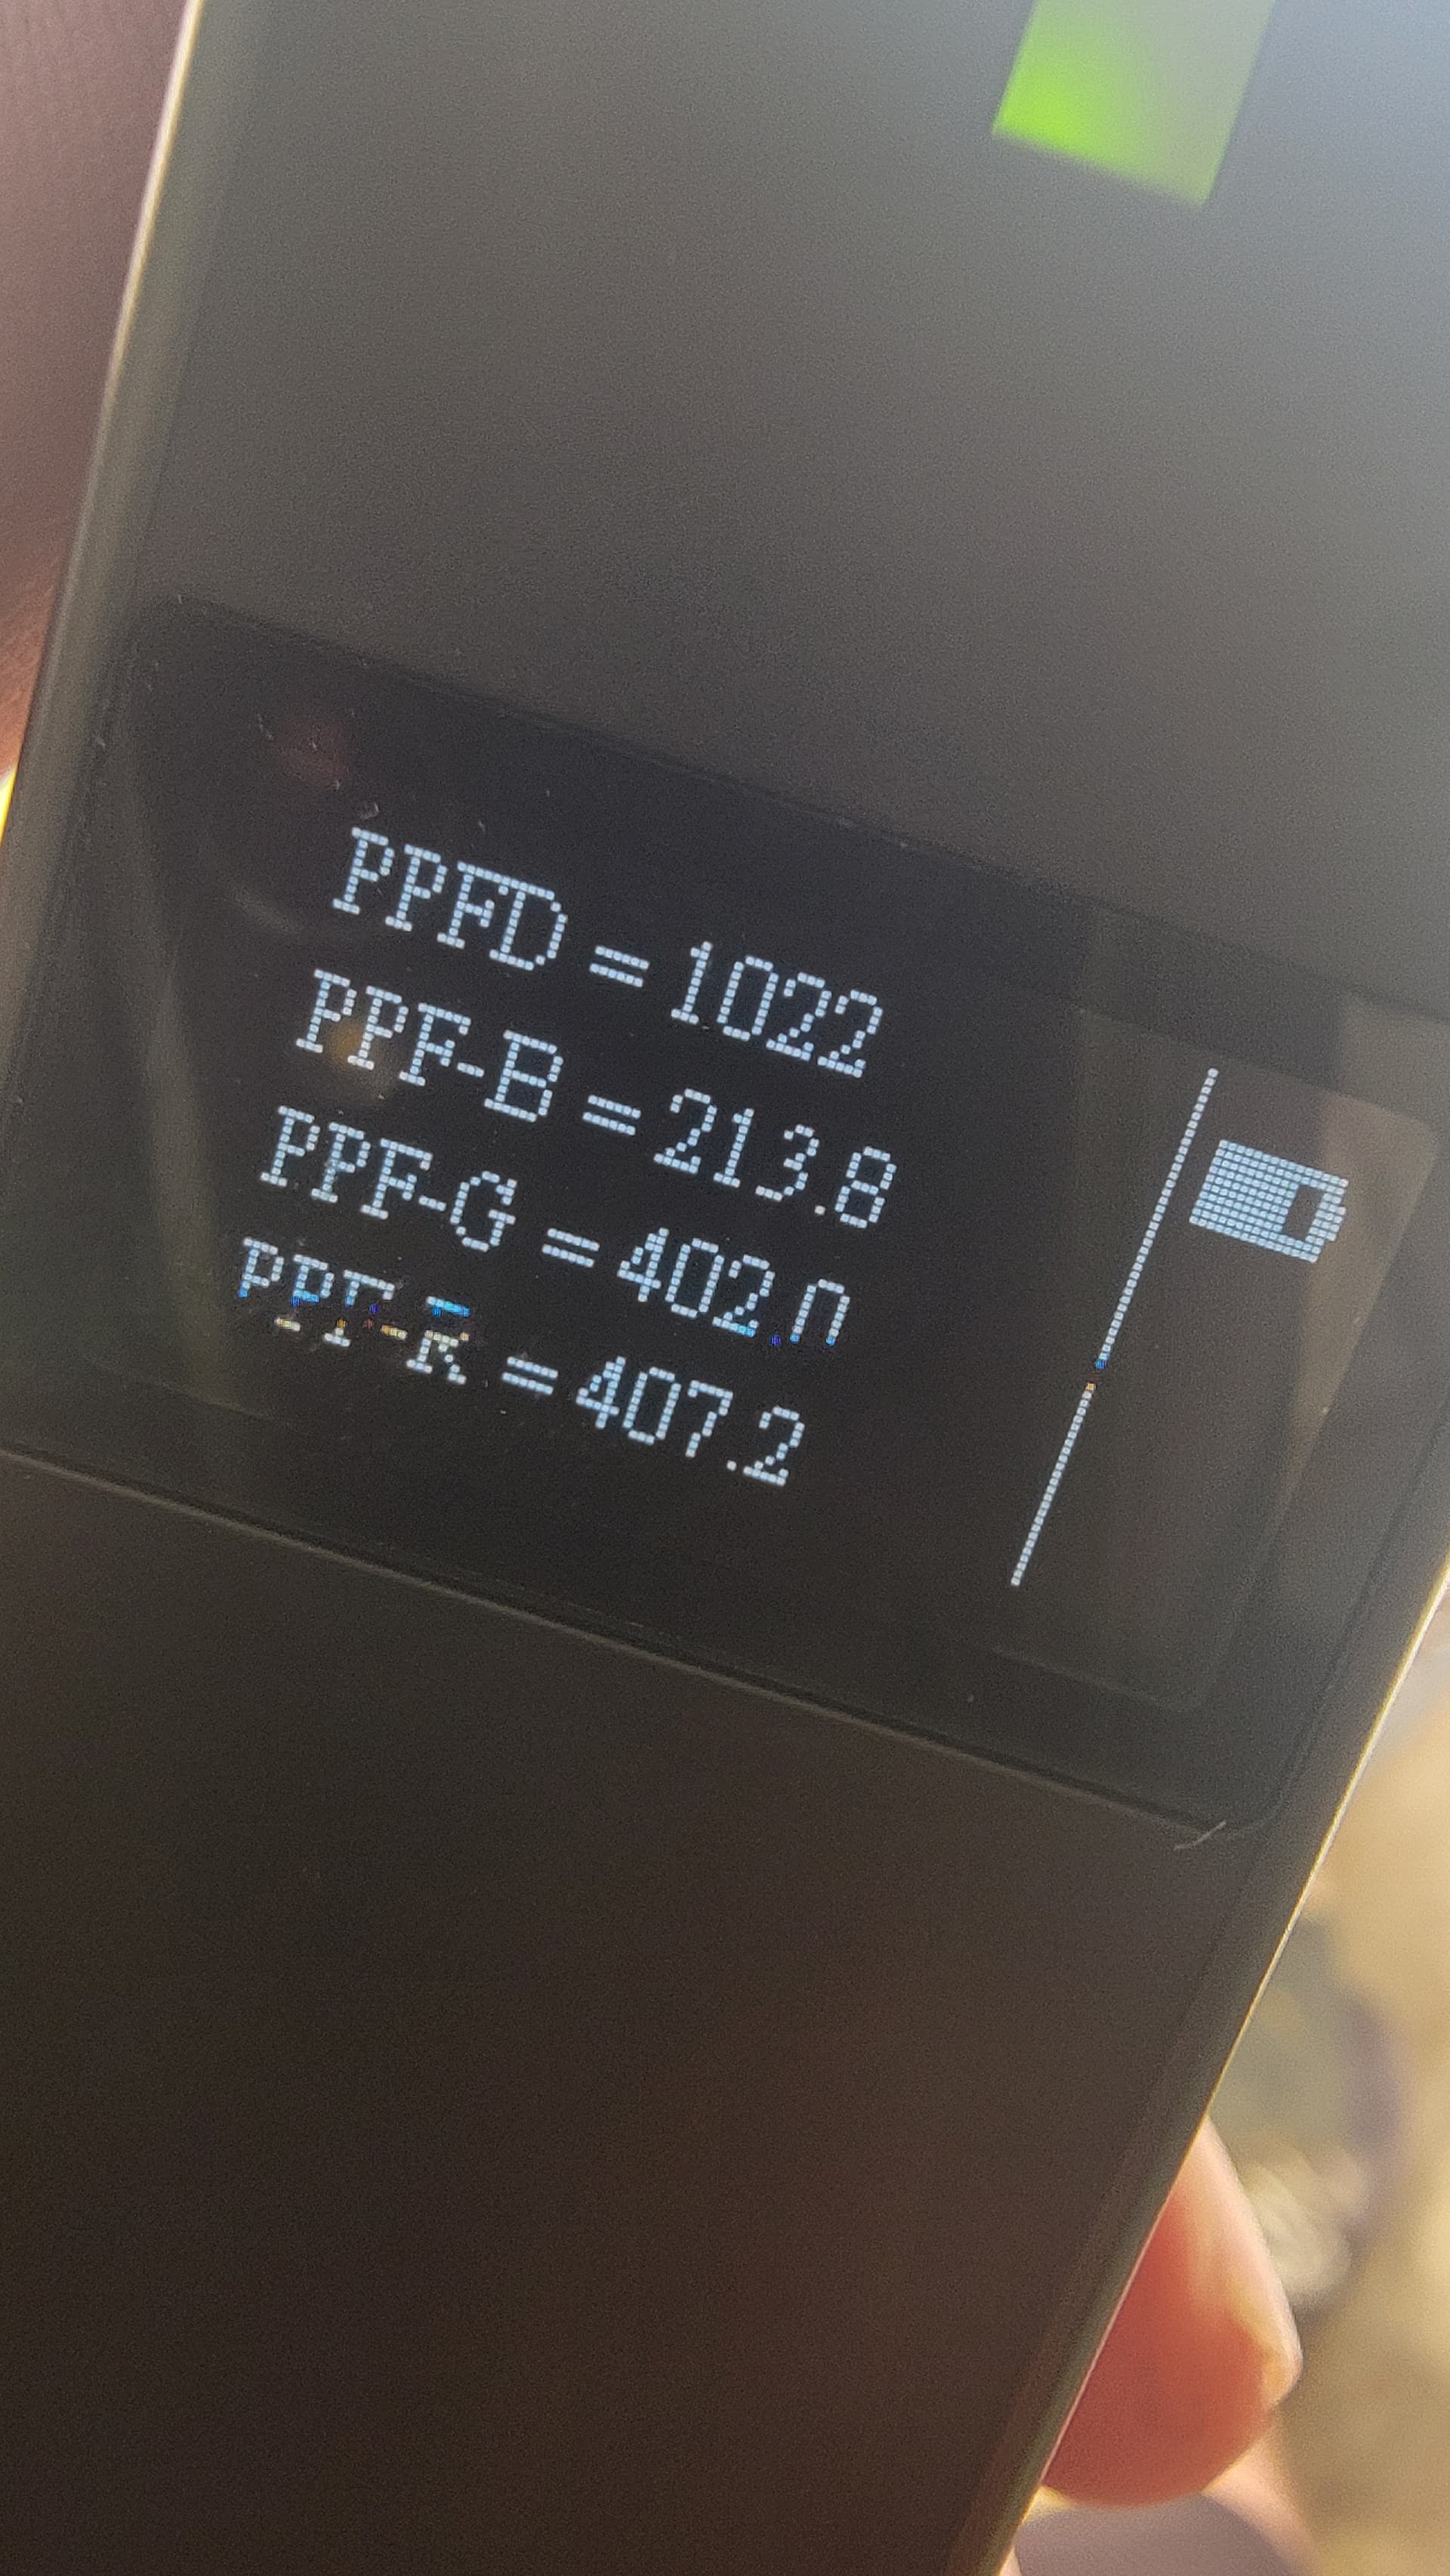 PPFD = 1022
PPF-B = 213.8
PPF-G = 402.0
PPF-R = 407.2